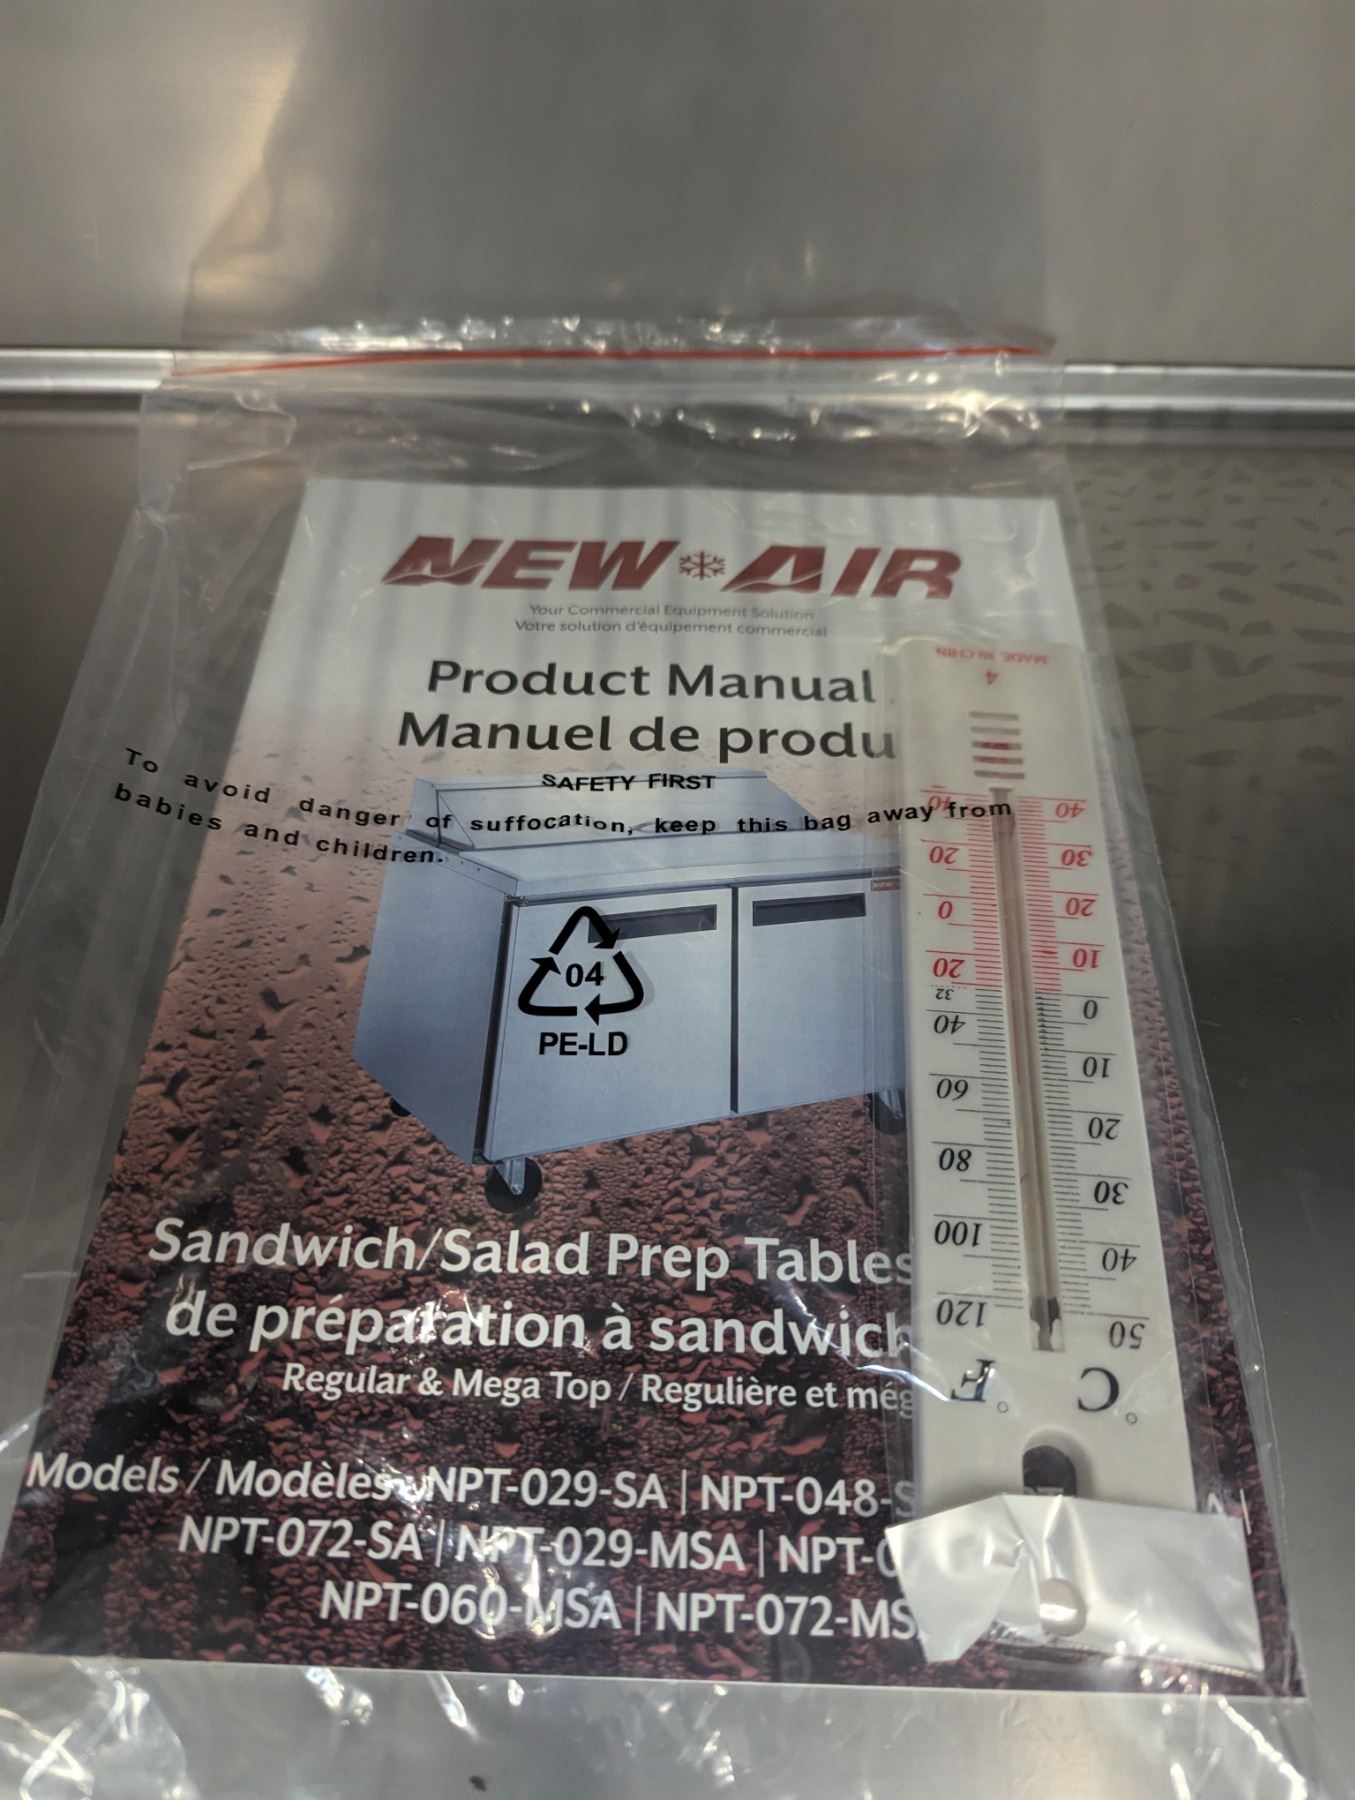 NEW AIR
Your Commercial Equipment Solution
Votre solution d'équipement commercial
Product Manual
Manuel de produ
SAFETY FIRST
To avoid danger of suffocation, keep this bag away from
babies and children.
04
PE-LD
Sandwich/Salad Prep Tables
de préparation à sandwich
Regular & Mega Top / Regulière et még
Models / Modèles NPT-029-SA | NPT-048-S
NPT-072-SA | NPT-029-MSA | NPT-0
NPT-060-MSA | NPT-072-MS
°C °F
50 120
40 100
30 80
20 60
10 40
0 32
10 20
20 0
30 20
40 40
4
MADE IN CHIN